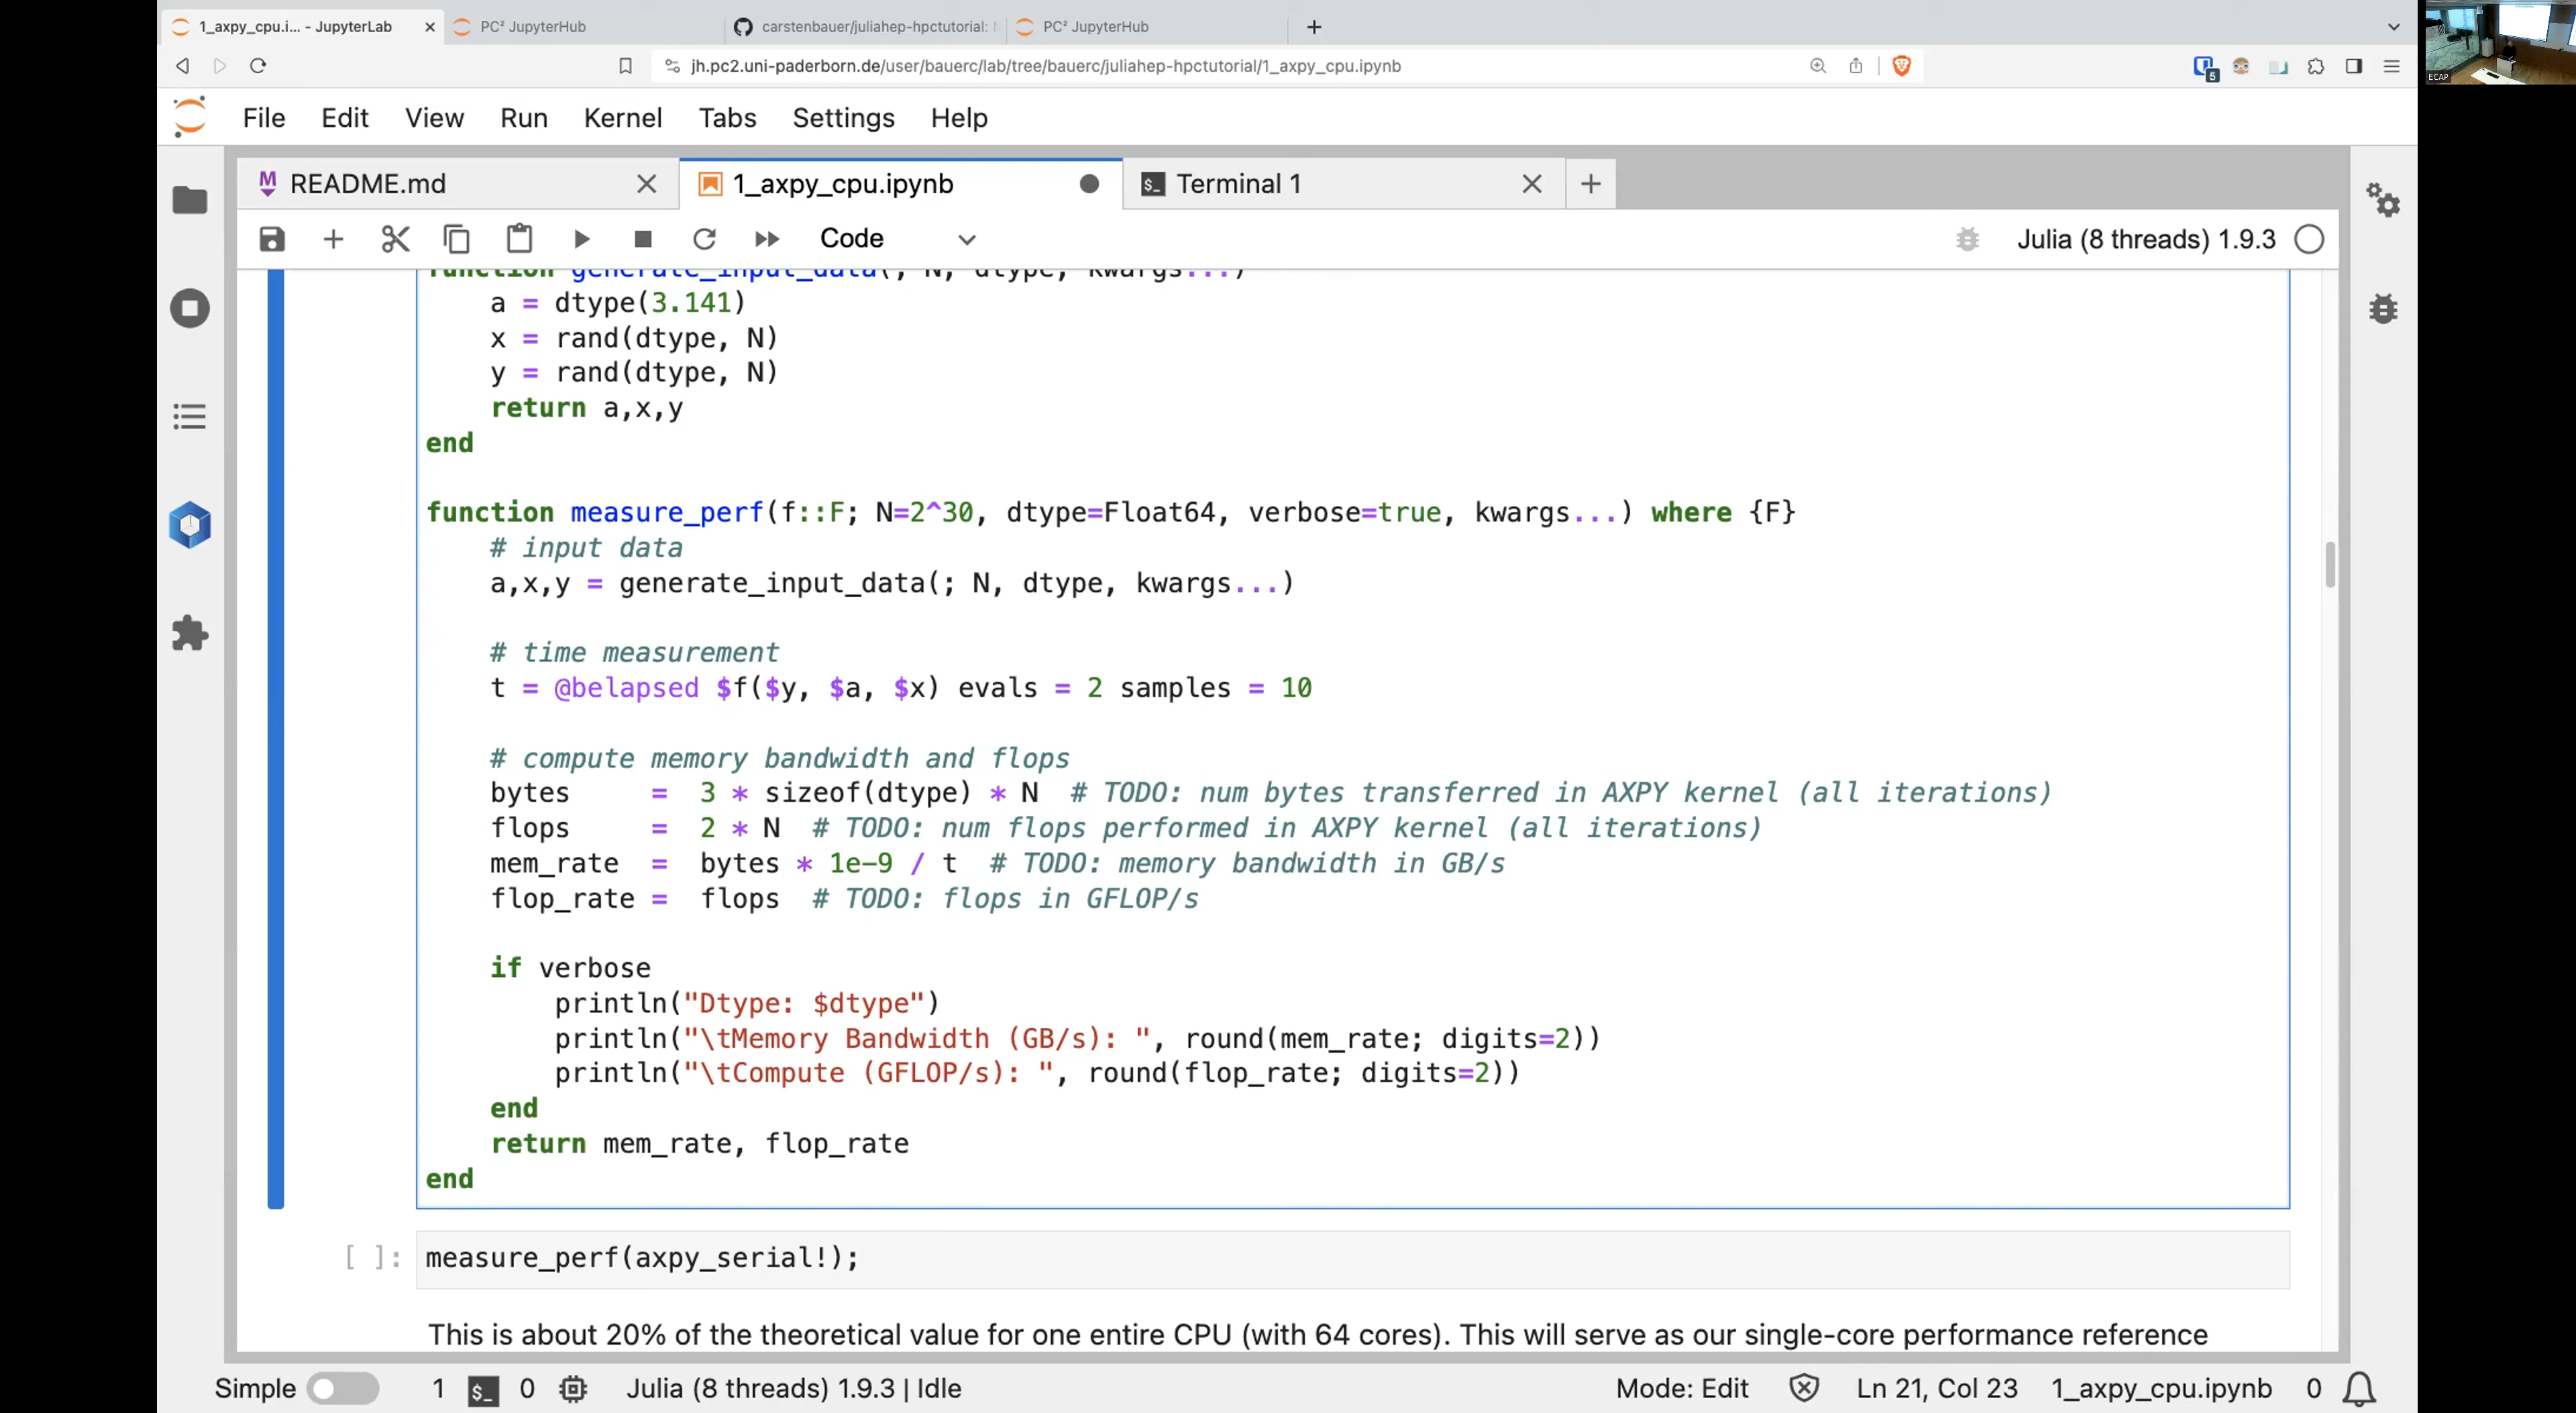 1_axpy_cpu.i... - JupyterLab
PC² JupyterHub
carstenbauer/juliahep-hpctutorial:
PC² JupyterHub
jh.pc2.uni-paderborn.de/user/bauerc/lab/tree/bauerc/juliahep-hpctutorial/1_axpy_cpu.ipynb
5
ECAP
File Edit View Run Kernel Tabs Settings Help
README.md
1_axpy_cpu.ipynb
Terminal 1
Code
Julia (8 threads) 1.9.3
function generate_input_data(; N, dtype, kwargs...)
    a = dtype(3.141)
    x = rand(dtype, N)
    y = rand(dtype, N)
    return a,x,y
end
function measure_perf(f::F; N=2^30, dtype=Float64, verbose=true, kwargs...) where {F}
    # input data
    a,x,y = generate_input_data(; N, dtype, kwargs...)
    # time measurement
    t = @belapsed $f($y, $a, $x) evals = 2 samples = 10
    # compute memory bandwidth and flops
    bytes     =  3 * sizeof(dtype) * N  # TODO: num bytes transferred in AXPY kernel (all iterations)
    flops     =  2 * N  # TODO: num flops performed in AXPY kernel (all iterations)
    mem_rate  =  bytes * 1e-9 / t  # TODO: memory bandwidth in GB/s
    flop_rate =  flops  # TODO: flops in GFLOP/s
    if verbose
        println("Dtype: $dtype")
        println("\tMemory Bandwidth (GB/s): ", round(mem_rate; digits=2))
        println("\tCompute (GFLOP/s): ", round(flop_rate; digits=2))
    end
    return mem_rate, flop_rate
end
[ ]: measure_perf(axpy_serial!);
This is about 20% of the theoretical value for one entire CPU (with 64 cores). This will serve as our single-core performance reference
Simple 1 $_ 0 Julia (8 threads) 1.9.3 | Idle Mode: Edit Ln 21, Col 23 1_axpy_cpu.ipynb 0